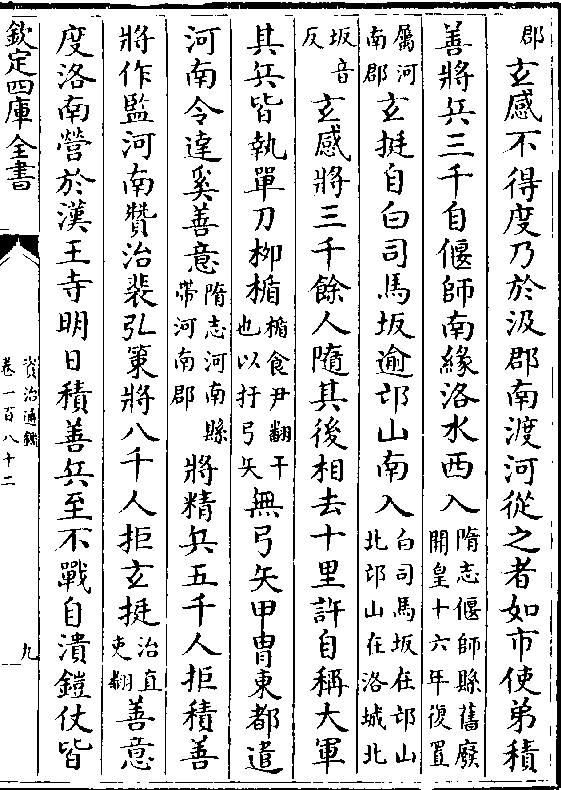 郡玄感不得度乃於汲郡南渡河從之者如市使弟積
善將兵三千自偃師南緣洛水西入隋志偃師縣舊廢開皇十六年復置
屬河南郡玄挺自白司馬坂逾邙山南入白司馬坂在邙山北邙山在洛城北
坂音反玄感將三千餘人隨其後相去十里許自稱大軍
其兵皆執單刀柳楯楯食尹翻干也以扞弓矢無弓矢甲冑東都遣
河南令達奚善意隋志河南縣帶河南郡將精兵五千人拒積善
將作監河南贊治裴弘策將八千人拒玄挺治直吏翻善意
度洛南營於漢王寺明日積善兵至不戰自潰鎧仗皆
欽定四庫全書
資治通鑑
卷一百八十二
九